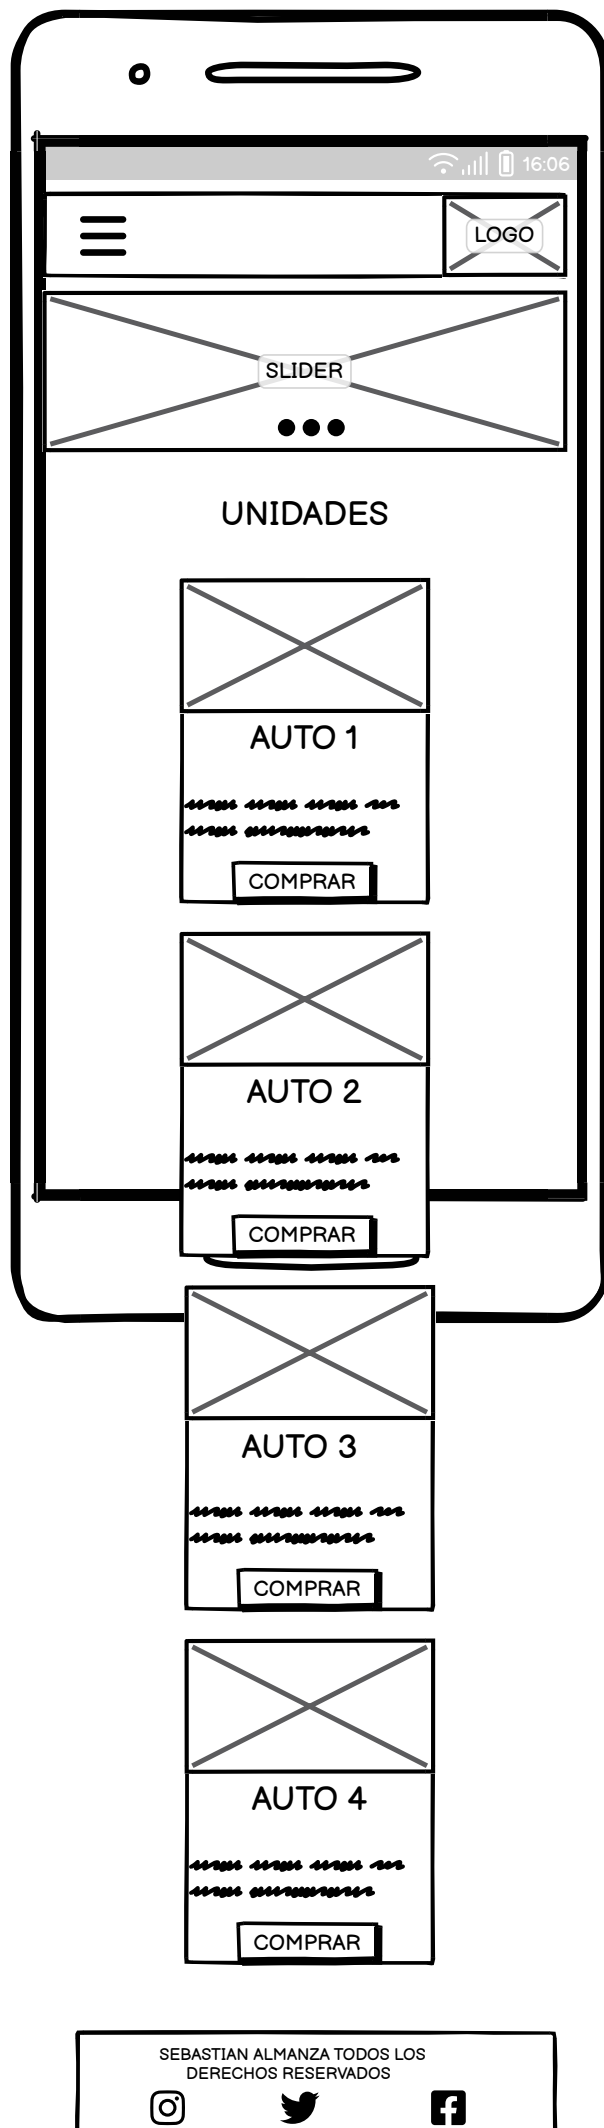 16:06
LOGO
SLIDER
UNIDADES
AUTO 1
COMPRAR
AUTO 2
COMPRAR
AUTO 3
COMPRAR
AUTO 4
COMPRAR
SEBASTIAN ALMANZA TODOS LOS
DERECHOS RESERVADOS